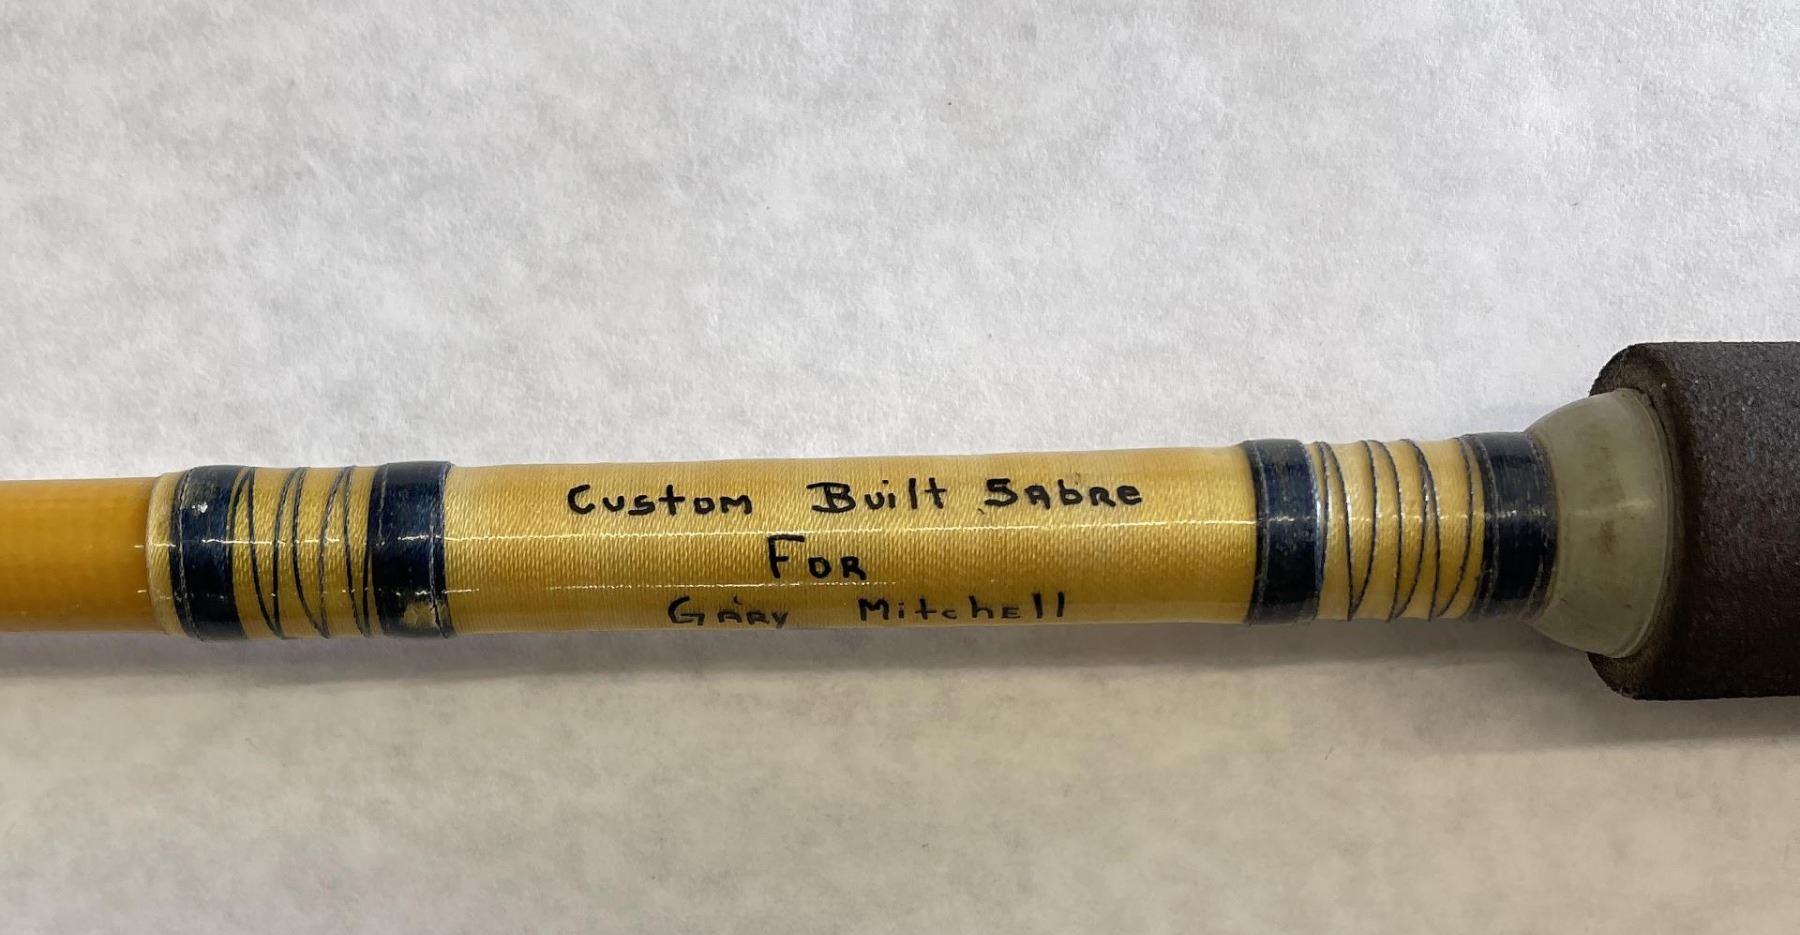 Custom Built SAbRe
FoR
GARy MitchEll